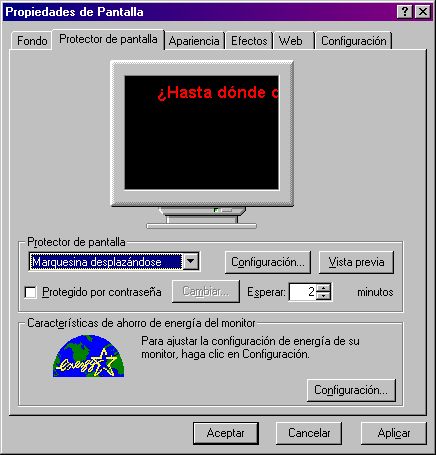 Propiedades de Pantalla
Fondo Protector de pantalla Apariencia Efectos Web Configuración
¿Hasta dónde
Protector de pantalla
Marquesina desplazándose Configuración... Vista previa
Protegido por contraseña Cambiar... Esperar: 2 minutos
Características de ahorro de energía del monitor
energy
Para ajustar la configuración de energía de su
monitor, haga clic en Configuración.
Configuración...
Aceptar Cancelar Aplicar